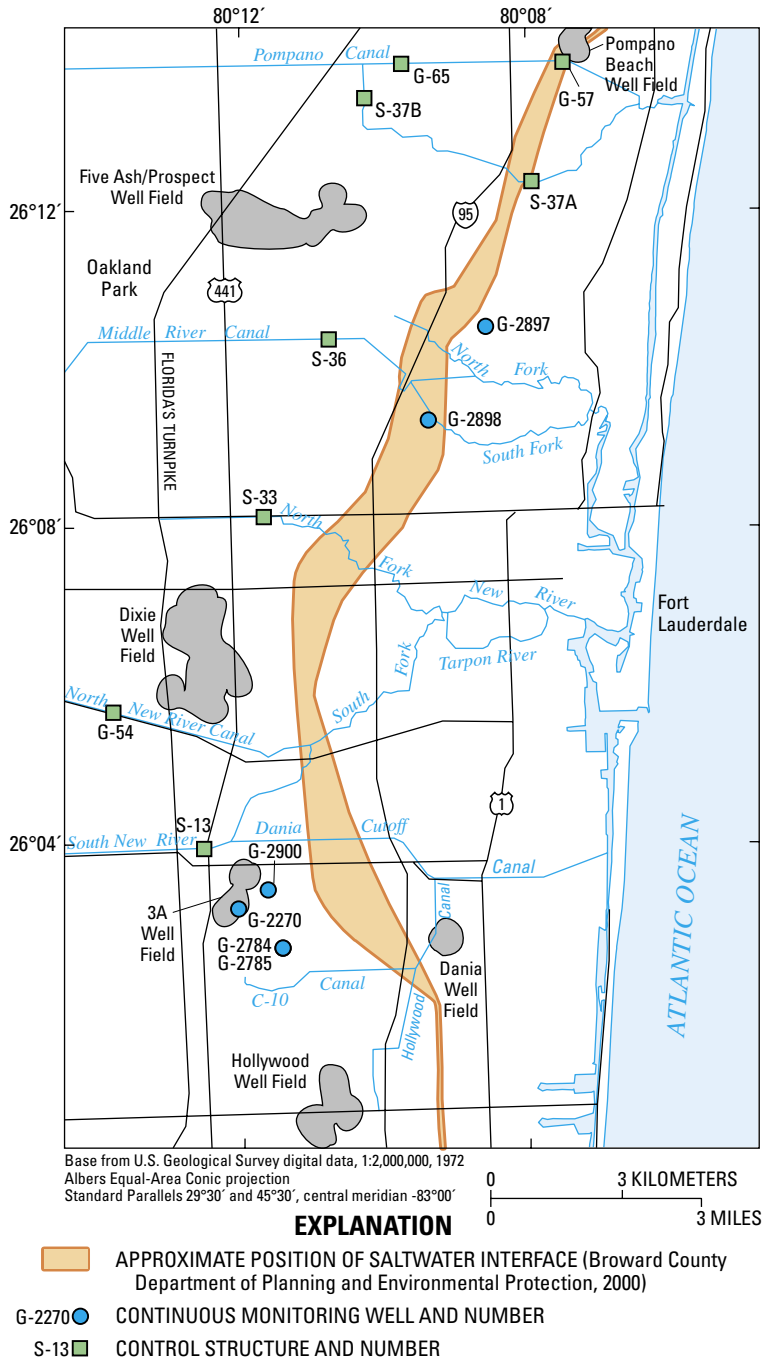 80°12´
80°08´
Pompano Canal
G-65
Pompano
Beach
Well Field
G-57
S-37B
S-37A
Five Ash/Prospect
Well Field
26°12´
95
Oakland
Park
441
G-2897
Middle River Canal
S-36
North Fork
FLORIDA'S TURNPIKE
G-2898
South Fork
S-33
26°08´
North Fork
New River
Fort
Lauderdale
Dixie
Well
Field
Tarpon River
South Fork
North New River Canal
G-54
1
S-13
Dania Cutoff Canal
South New River
26°04´
G-2900
G-2270
3A
Well
Field
G-2784
G-2785
Dania
Well
Field
C-10 Canal
Hollywood Canal
ATLANTIC OCEAN
Hollywood
Well Field
Base from U.S. Geological Survey digital data, 1:2,000,000, 1972
Albers Equal-Area Conic projection
Standard Parallels 29°30´ and 45°30´, central meridian -83°00´
0 3 KILOMETERS
0 3 MILES
EXPLANATION
APPROXIMATE POSITION OF SALTWATER INTERFACE (Broward County
Department of Planning and Environmental Protection, 2000)
G-2270 CONTINUOUS MONITORING WELL AND NUMBER
S-13 CONTROL STRUCTURE AND NUMBER